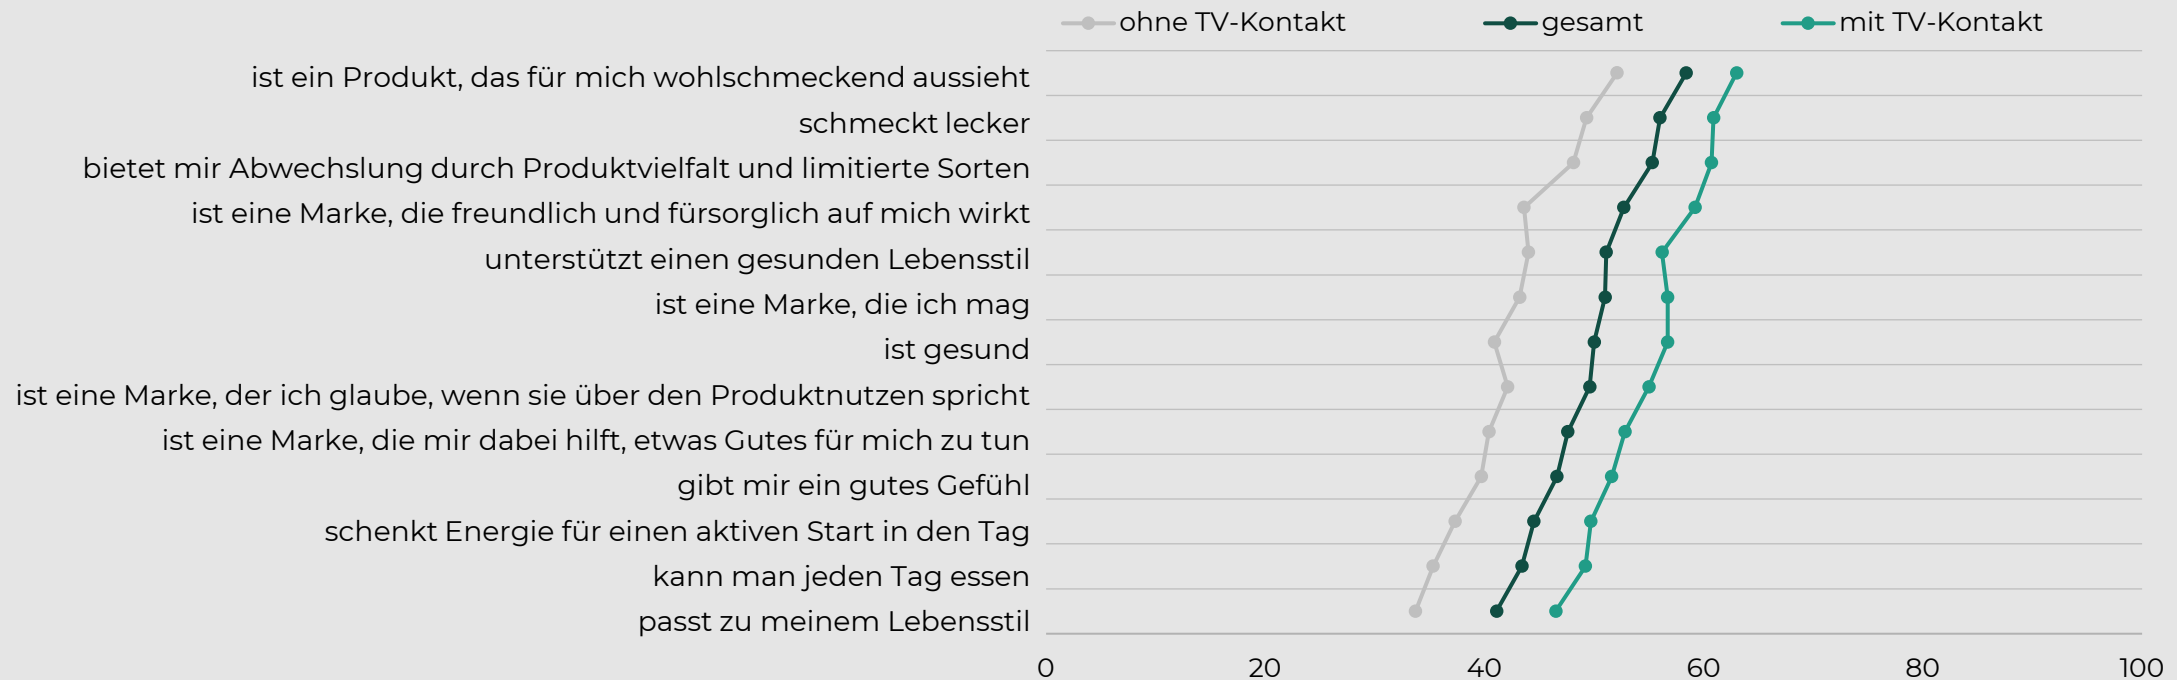 ohne TV-Kontakt gesamt mit TV-Kontakt
ist ein Produkt, das für mich wohlschmeckend aussieht
schmeckt lecker
bietet mir Abwechslung durch Produktvielfalt und limitierte Sorten
ist eine Marke, die freundlich und fürsorglich auf mich wirkt
unterstützt einen gesunden Lebensstil
ist eine Marke, die ich mag
ist gesund
ist eine Marke, der ich glaube, wenn sie über den Produktnutzen spricht
ist eine Marke, die mir dabei hilft, etwas Gutes für mich zu tun
gibt mir ein gutes Gefühl
schenkt Energie für einen aktiven Start in den Tag
kann man jeden Tag essen
passt zu meinem Lebensstil
0 20 40 60 80 100